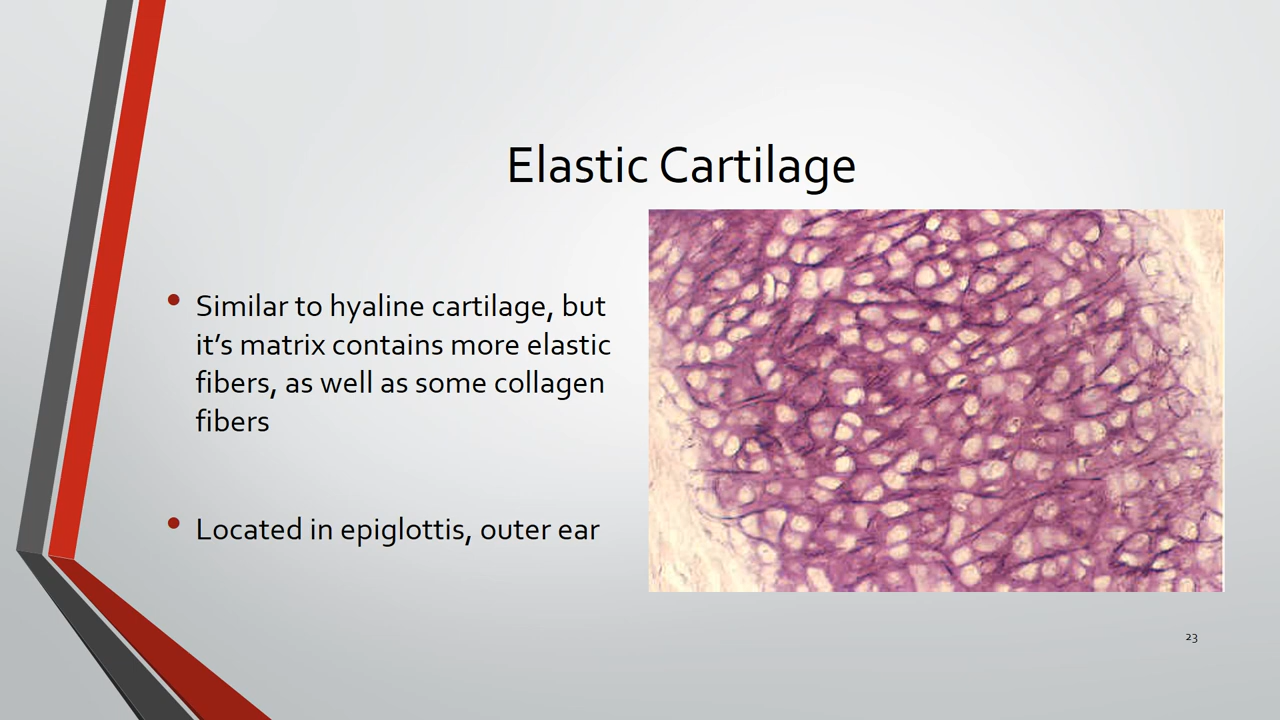 Elastic Cartilage
• Similar to hyaline cartilage, but
it’s matrix contains more elastic
fibers, as well as some collagen
fibers
• Located in epiglottis, outer ear
23